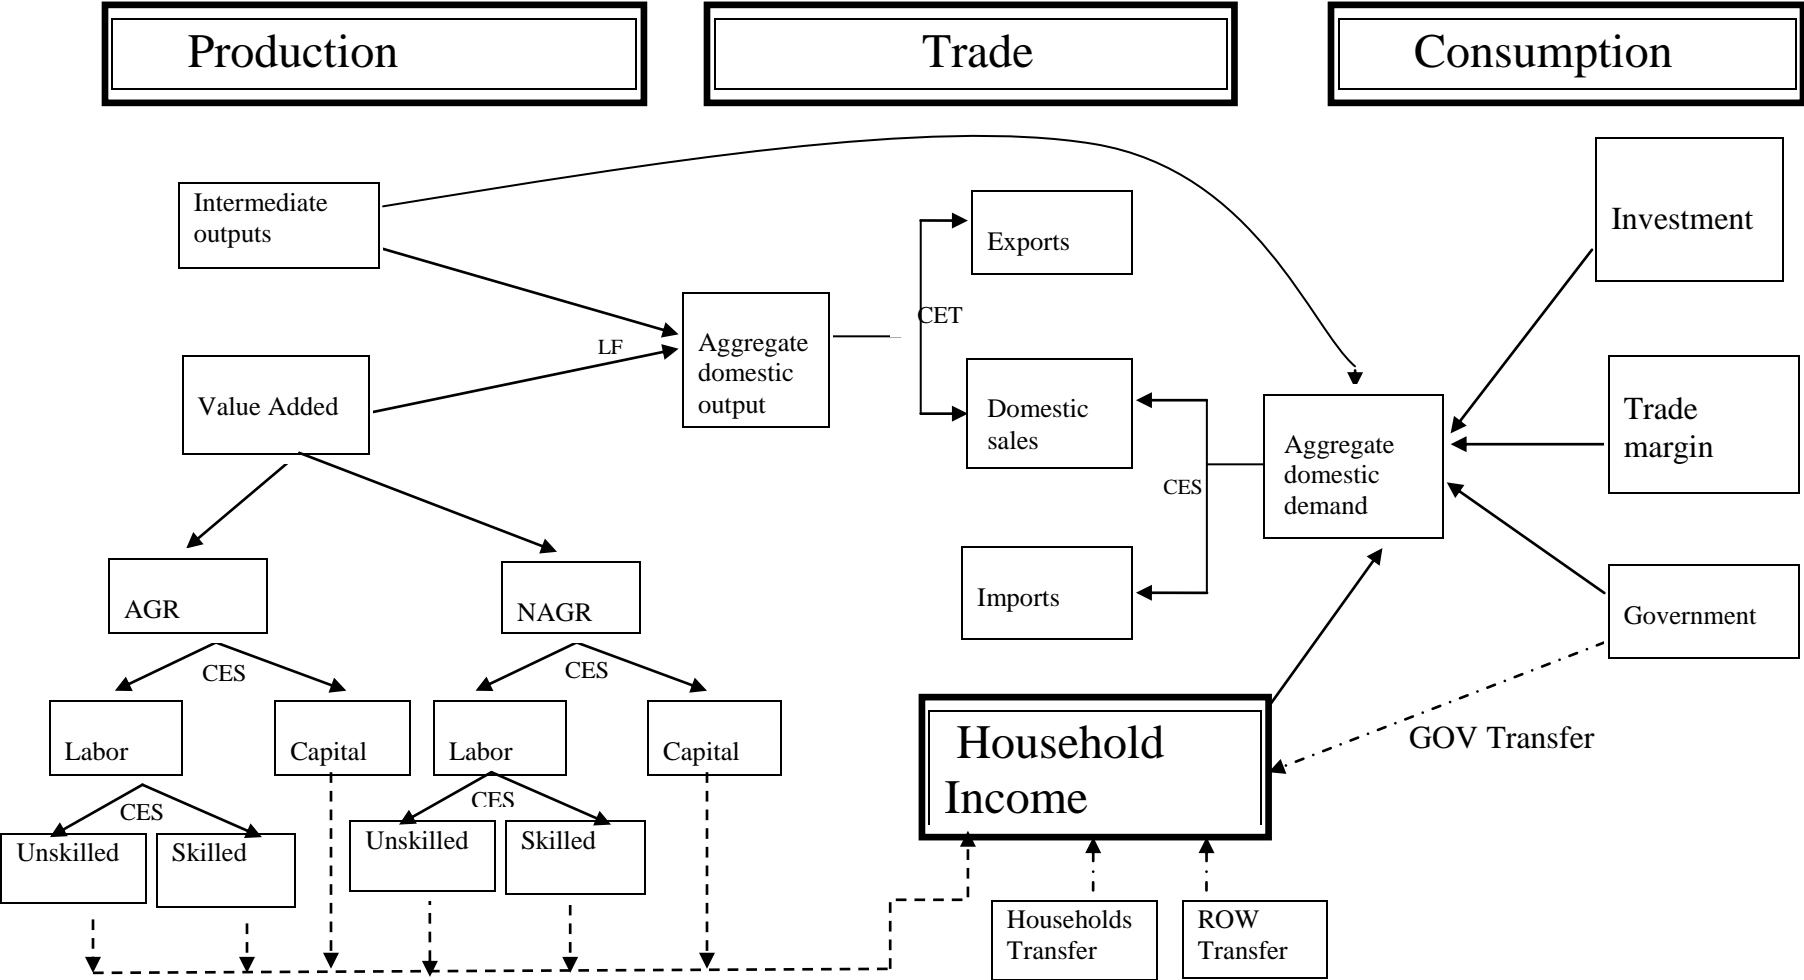 Production
Trade
Consumption
Intermediate
outputs
Investment
Exports
CET
LF
Aggregate
domestic
output
Value Added
Domestic
sales
Trade
margin
Aggregate
domestic
demand
CES
AGR
NAGR
Imports
Government
CES
CES
Labor
Capital
Labor
Capital
Household
Income
GOV Transfer
CES
CES
Unskilled
Skilled
Unskilled
Skilled
Households
Transfer
ROW
Transfer